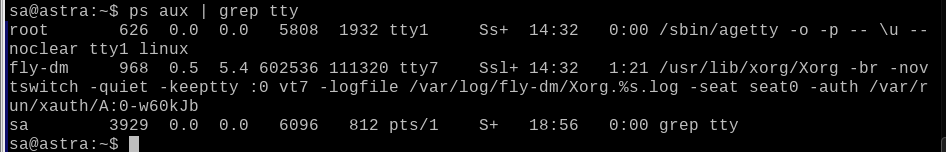 sa@astra:~$ ps aux | grep tty
root       626  0.0  0.0   5808  1932 tty1     Ss+  14:32   0:00 /sbin/agetty -o -p -- \u --
noclear tty1 linux
fly-dm     968  0.5  5.4 602536 111320 tty7    Ssl+ 14:32   1:21 /usr/lib/xorg/Xorg -br -nov
tswitch -quiet -keeptty :0 vt7 -logfile /var/log/fly-dm/Xorg.%s.log -seat seat0 -auth /var/r
un/xauth/A:0-w60kJb
sa        3929  0.0  0.0   6096   812 pts/1    S+   18:56   0:00 grep tty
sa@astra:~$